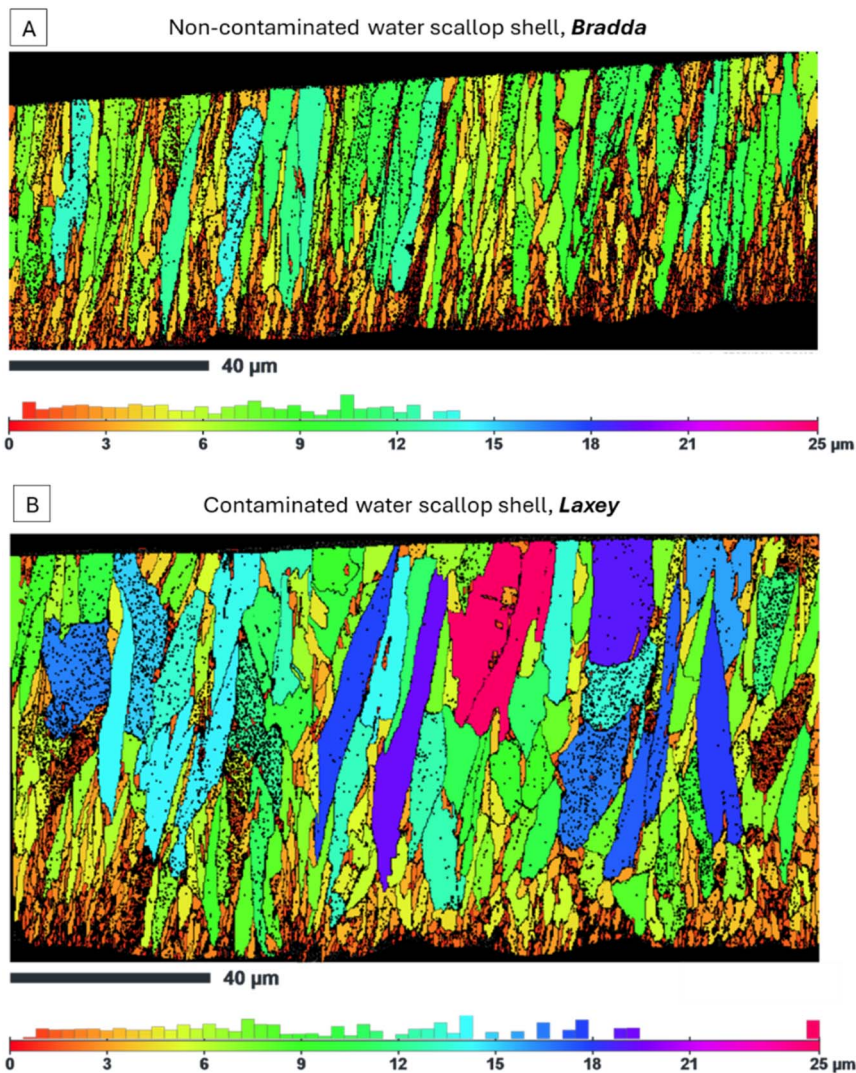 A
Non-contaminated water scallop shell, Bradda
40 µm
0 3 6 9 12 15 18 21 25 µm
B
Contaminated water scallop shell, Laxey
40 µm
0 3 6 9 12 15 18 21 25 µm